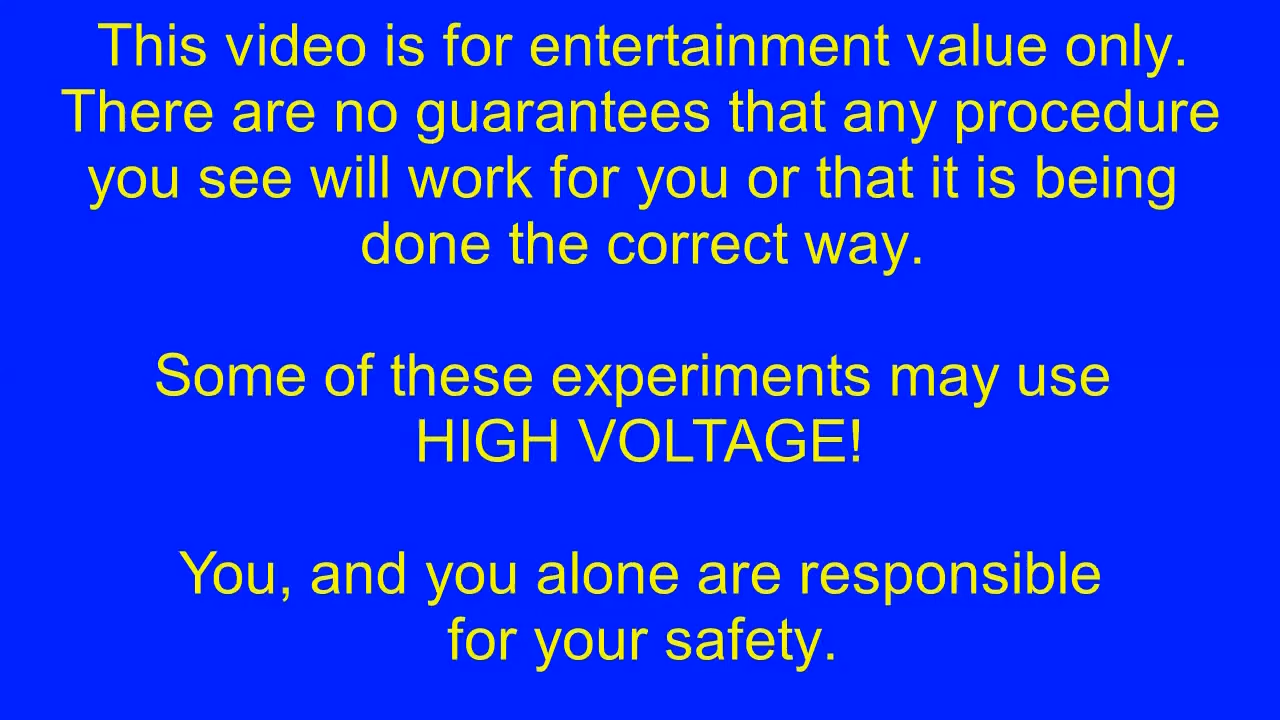 This video is for entertainment value only.
There are no guarantees that any procedure
you see will work for you or that it is being
done the correct way.
Some of these experiments may use
HIGH VOLTAGE!
You, and you alone are responsible
for your safety.